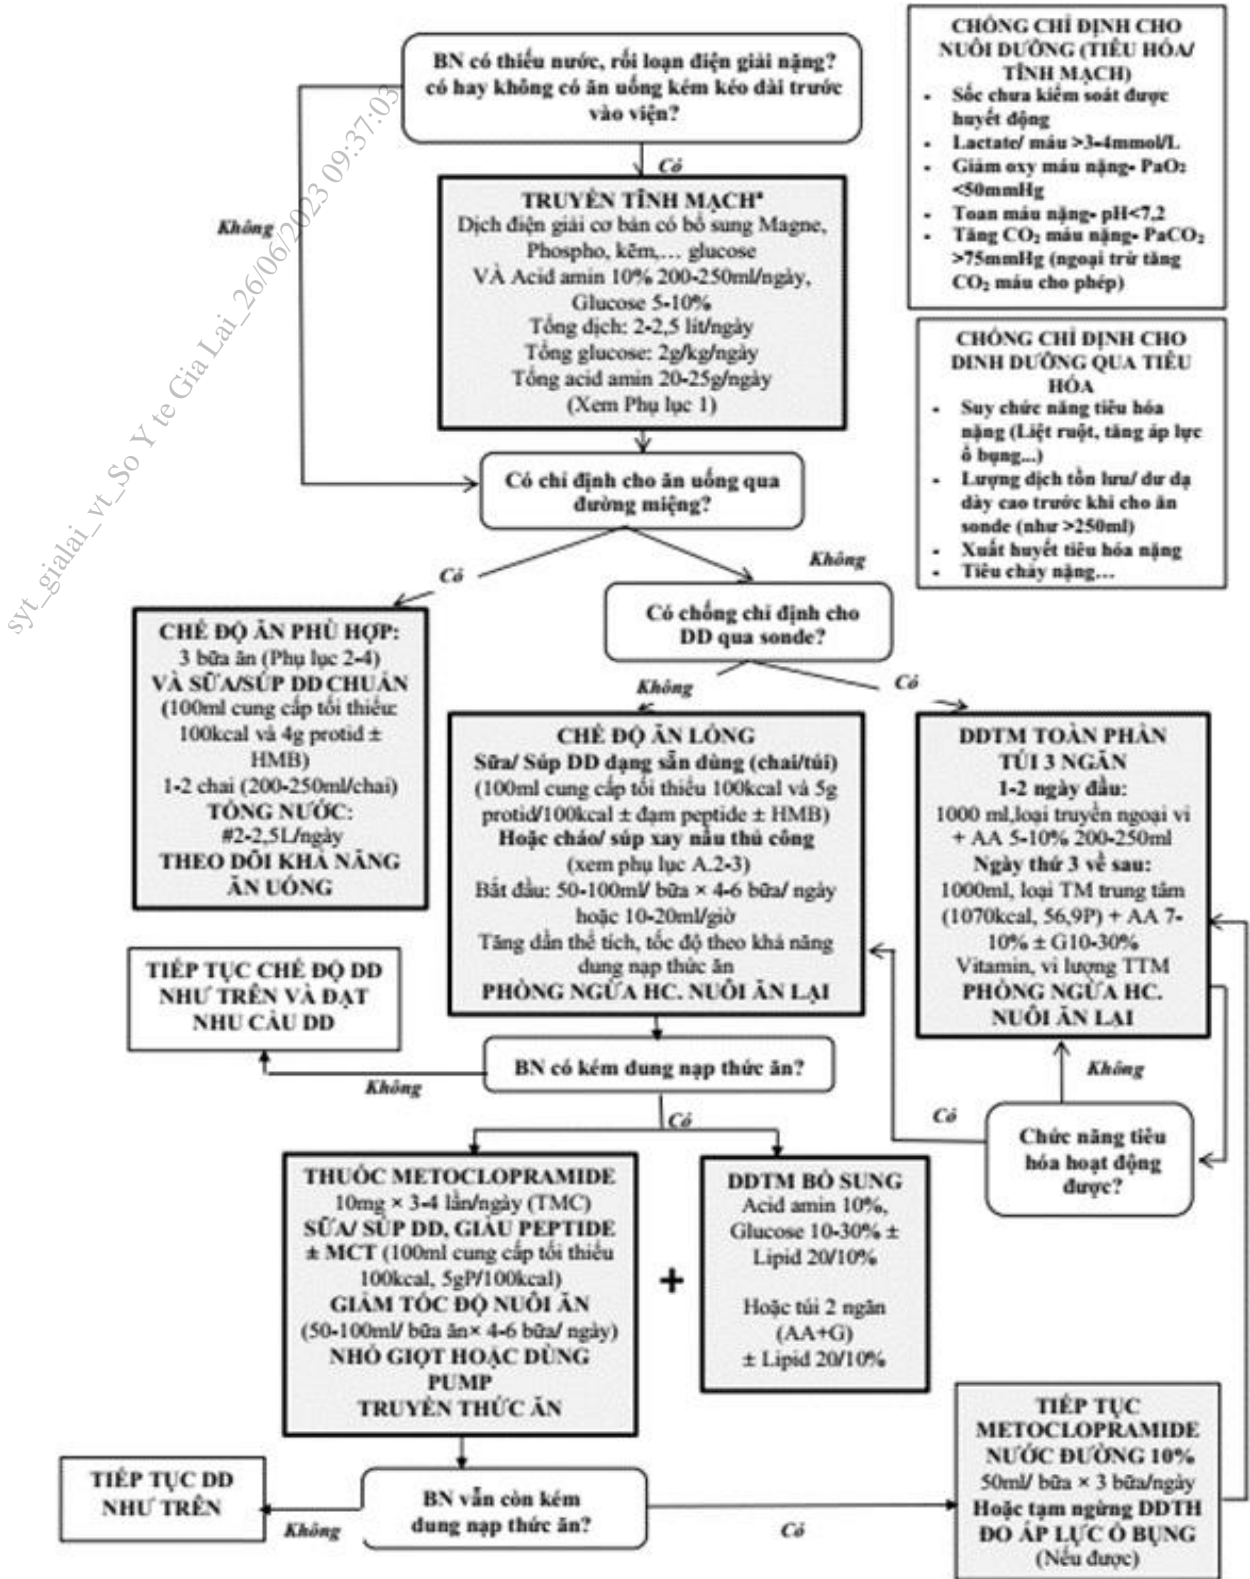 BN có thiếu nước, rối loạn điện giải nặng?
có hay không có ăn uống kém kéo dài trước
vào viện?
CHỐNG CHỈ ĐỊNH CHO
NUÔI DƯỠNG (TIÊU HÓA/
TĨNH MẠCH)
- Sốc chưa kiểm soát được
huyết động
- Lactate/ máu >3-4mmol/L
- Giảm oxy máu nặng- PaO₂
<50mmHg
- Toan máu nặng- pH<7,2
- Tăng CO₂ máu nặng- PaCO₂
>75mmHg (ngoại trừ tăng
CO₂ máu cho phép)
Có
Không
TRUYỀN TĨNH MẠCH*
Dịch điện giải cơ bản có bổ sung Magne,
Phospho, kẽm,… glucose
VÀ Acid amin 10% 200-250ml/ngày,
Glucose 5-10%
Tổng dịch: 2-2,5 lít/ngày
Tổng glucose: 2g/kg/ngày
Tổng acid amin 20-25g/ngày
(Xem Phụ lục 1)
syt_gialai_vt_So Y te Gia Lai_26/06/2023 09:37:03
CHỐNG CHỈ ĐỊNH CHO
DINH DƯỠNG QUA TIÊU
HÓA
- Suy chức năng tiêu hóa
nặng (Liệt ruột, tăng áp lực
ổ bụng...)
- Lượng dịch tồn lưu/ dư dạ
dày cao trước khi cho ăn
sonde (như >250ml)
- Xuất huyết tiêu hóa nặng
- Tiêu chảy nặng…
Có chỉ định cho ăn uống qua
đường miệng?
Có
Không
Có chống chỉ định cho
DD qua sonde?
Không
Có
CHẾ ĐỘ ĂN PHÙ HỢP:
3 bữa ăn (Phụ lục 2-4)
VÀ SỮA/SÚP DD CHUẨN
(100ml cung cấp tối thiểu:
100kcal và 4g protid ±
HMB)
1-2 chai (200-250ml/chai)
TỔNG NƯỚC:
#2-2,5L/ngày
THEO DÕI KHẢ NĂNG
ĂN UỐNG
CHẾ ĐỘ ĂN LỎNG
Sữa/ Súp DD dạng sẵn dùng (chai/túi)
(100ml cung cấp tối thiểu 100kcal và 5g
protid/100kcal ± đạm peptide ± HMB)
Hoặc cháo/ súp xay nấu thủ công
(xem phụ lục A.2-3)
Bắt đầu: 50-100ml/ bữa × 4-6 bữa/ ngày
hoặc 10-20ml/giờ
Tăng dần thể tích, tốc độ theo khả năng
dung nạp thức ăn
PHÒNG NGỪA HC. NUÔI ĂN LẠI
DDTM TOÀN PHẦN
TÚI 3 NGĂN
1-2 ngày đầu:
1000 ml,loại truyền ngoại vi
+ AA 5-10% 200-250ml
Ngày thứ 3 về sau:
1000ml, loại TM trung tâm
(1070kcal, 56,9P) + AA 7-
10% ± G10-30%
Vitamin, vi lượng TTM
PHÒNG NGỪA HC.
NUÔI ĂN LẠI
TIẾP TỤC CHẾ ĐỘ DD
NHƯ TRÊN VÀ ĐẠT
NHU CẦU DD
Không
BN có kém dung nạp thức ăn?
Có
Không
Có
Chức năng tiêu
hóa hoạt động
được?
THUỐC METOCLOPRAMIDE
10mg × 3-4 lần/ngày (TMC)
SỮA/ SÚP DD, GIÀU PEPTIDE
± MCT (100ml cung cấp tối thiểu
100kcal, 5gP/100kcal)
GIẢM TỐC ĐỘ NUÔI ĂN
(50-100ml/ bữa ăn× 4-6 bữa/ ngày)
NHỎ GIỌT HOẶC DÙNG
PUMP
TRUYỀN THỨC ĂN
+
DDTM BỔ SUNG
Acid amin 10%,
Glucose 10-30% ±
Lipid 20/10%
Hoặc túi 2 ngăn
(AA+G)
± Lipid 20/10%
TIẾP TỤC DD
NHƯ TRÊN
Không
BN vẫn còn kém
dung nạp thức ăn?
Có
TIẾP TỤC
METOCLOPRAMIDE
NƯỚC ĐƯỜNG 10%
50ml/ bữa × 3 bữa/ngày
Hoặc tạm ngừng DDTH
ĐO ÁP LỰC Ổ BỤNG
(Nếu được)